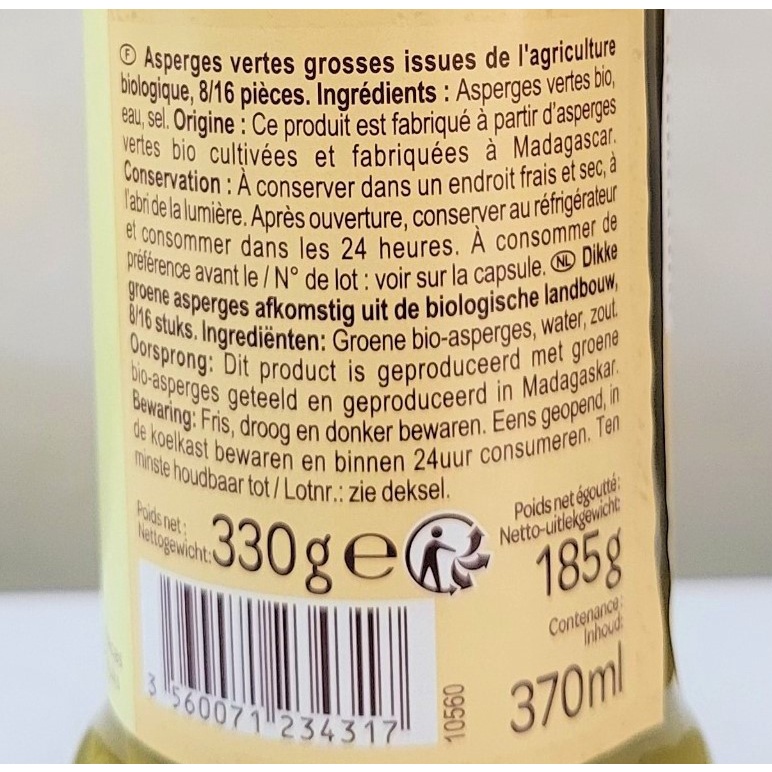 Ⓕ Asperges vertes grosses issues de l'agriculture
biologique, 8/16 pièces. Ingrédients : Asperges vertes bio,
eau, sel. Origine : Ce produit est fabriqué à partir d'asperges
vertes bio cultivées et fabriquées à Madagascar.
Conservation : À conserver dans un endroit frais et sec, à
l'abri de la lumière. Après ouverture, conserver au réfrigérateur
et consommer dans les 24 heures. À consommer de
préférence avant le / N° de lot : voir sur la capsule. NL Dikke
groene asperges afkomstig uit de biologische landbouw,
8/16 stuks. Ingrediënten: Groene bio-asperges, water, zout.
Oorsprong: Dit product is geproduceerd met groene
bio-asperges geteeld en geproduceerd in Madagaskar.
Bewaring: Fris, droog en donker bewaren. Eens geopend, in
de koelkast bewaren en binnen 24uur consumeren. Ten
minste houdbaar tot / Lotnr.: zie deksel.
Poids net :
Nettogewicht:
330g e
Poids net égoutté:
Netto-uitlekgewicht:
185g
Contenance:
Inhoud:
370ml
3 560071 234317
10560